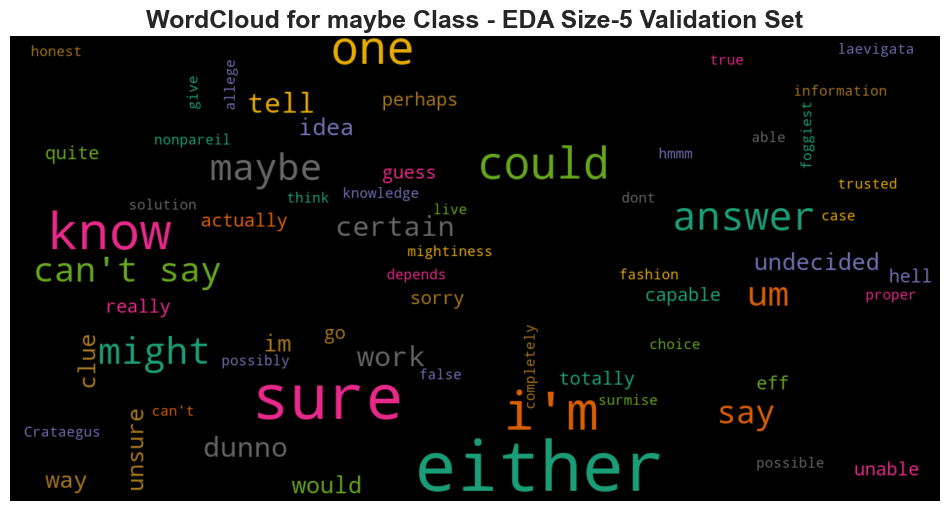 WordCloud for maybe Class - EDA Size-5 Validation Set
honest
one
laevigata
true
give
allege
tell
perhaps
information
idea
foggiest
nonpareil
able
quite
maybe
guess
could
hmmm
trusted
think
knowledge
dont
solution
live
know
actually
certain
answer
case
mightiness
can't say
depends
fashion
undecided
hell
really
sorry
capable
um
proper
clue
might
im
go
work
possibly
false
completely
choice
totally
eff
sure
can't
i'm
surmise
say
Crataegus
unsure
dunno
either
possible
unable
way
would